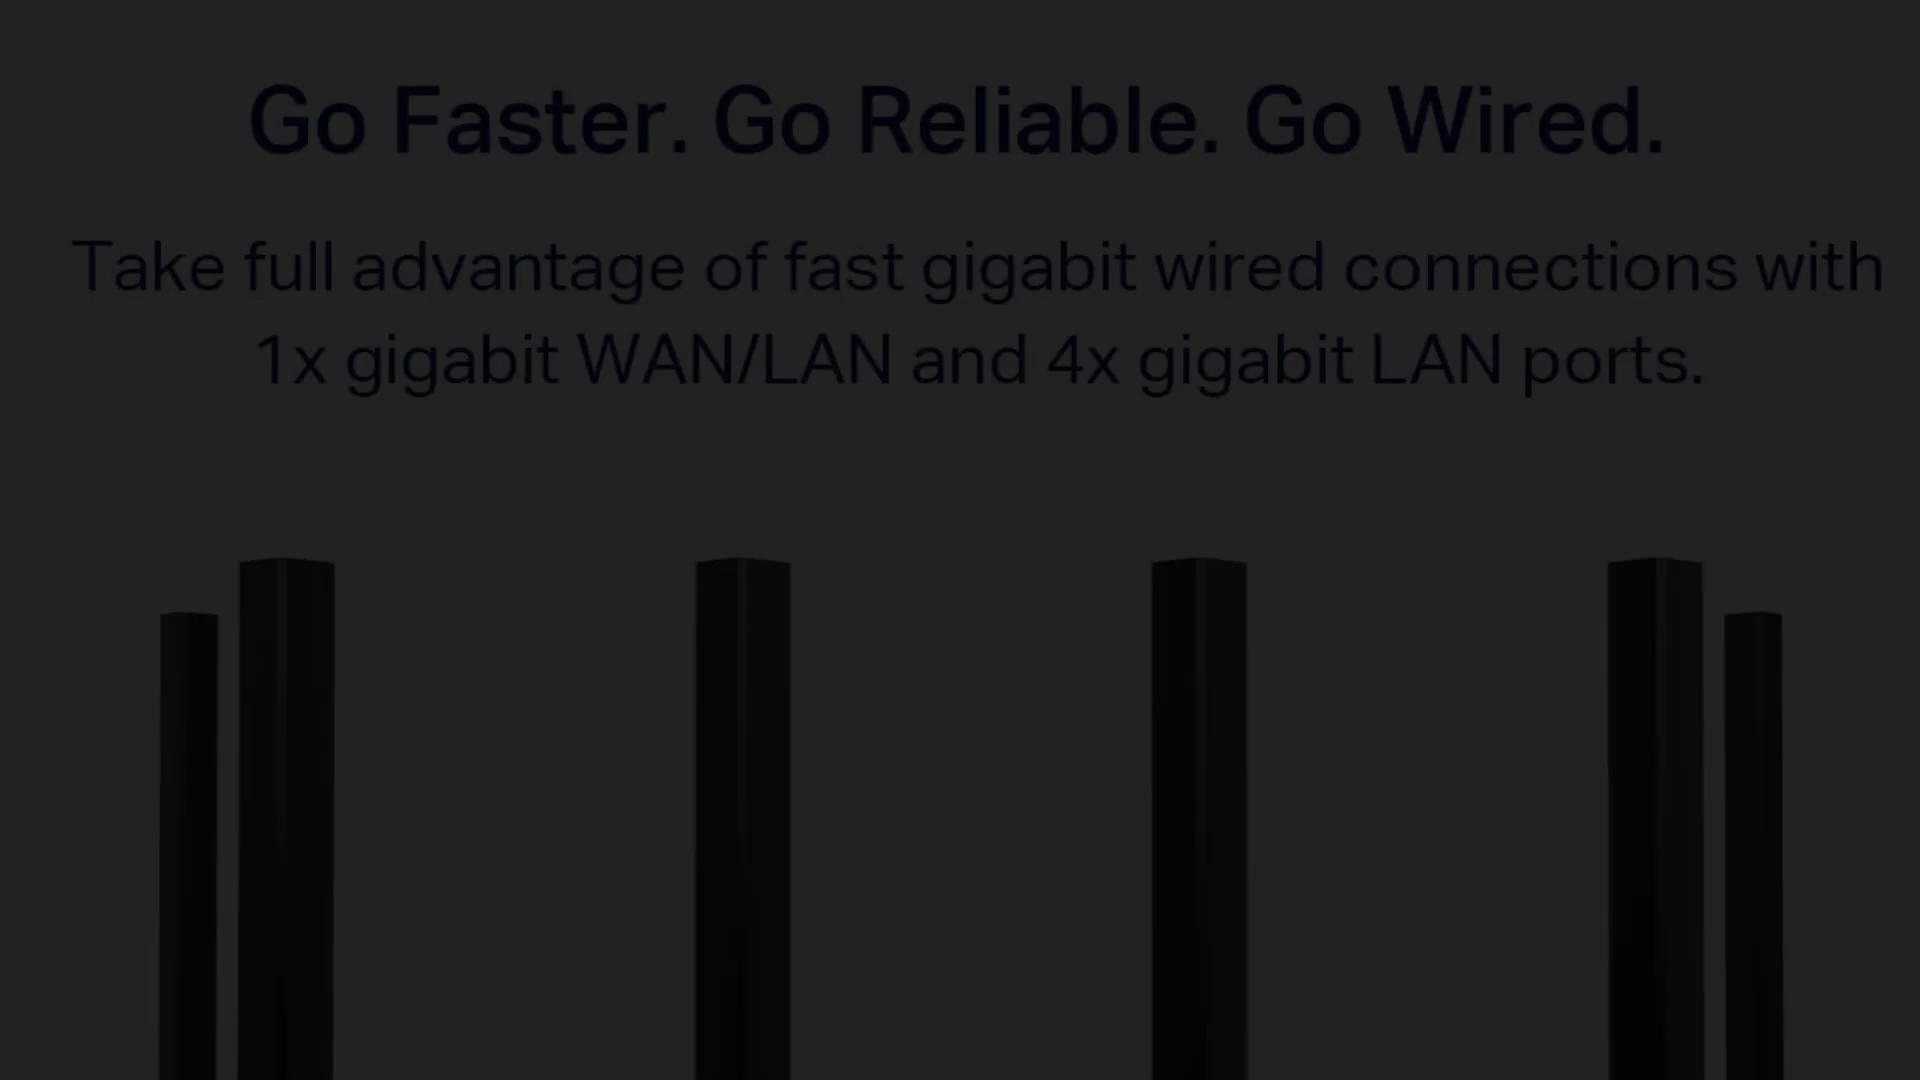 Go Faster. Go Reliable. Go Wired.
Take full advantage of fast gigabit wired connections with
1x gigabit WAN/LAN and 4x gigabit LAN ports.